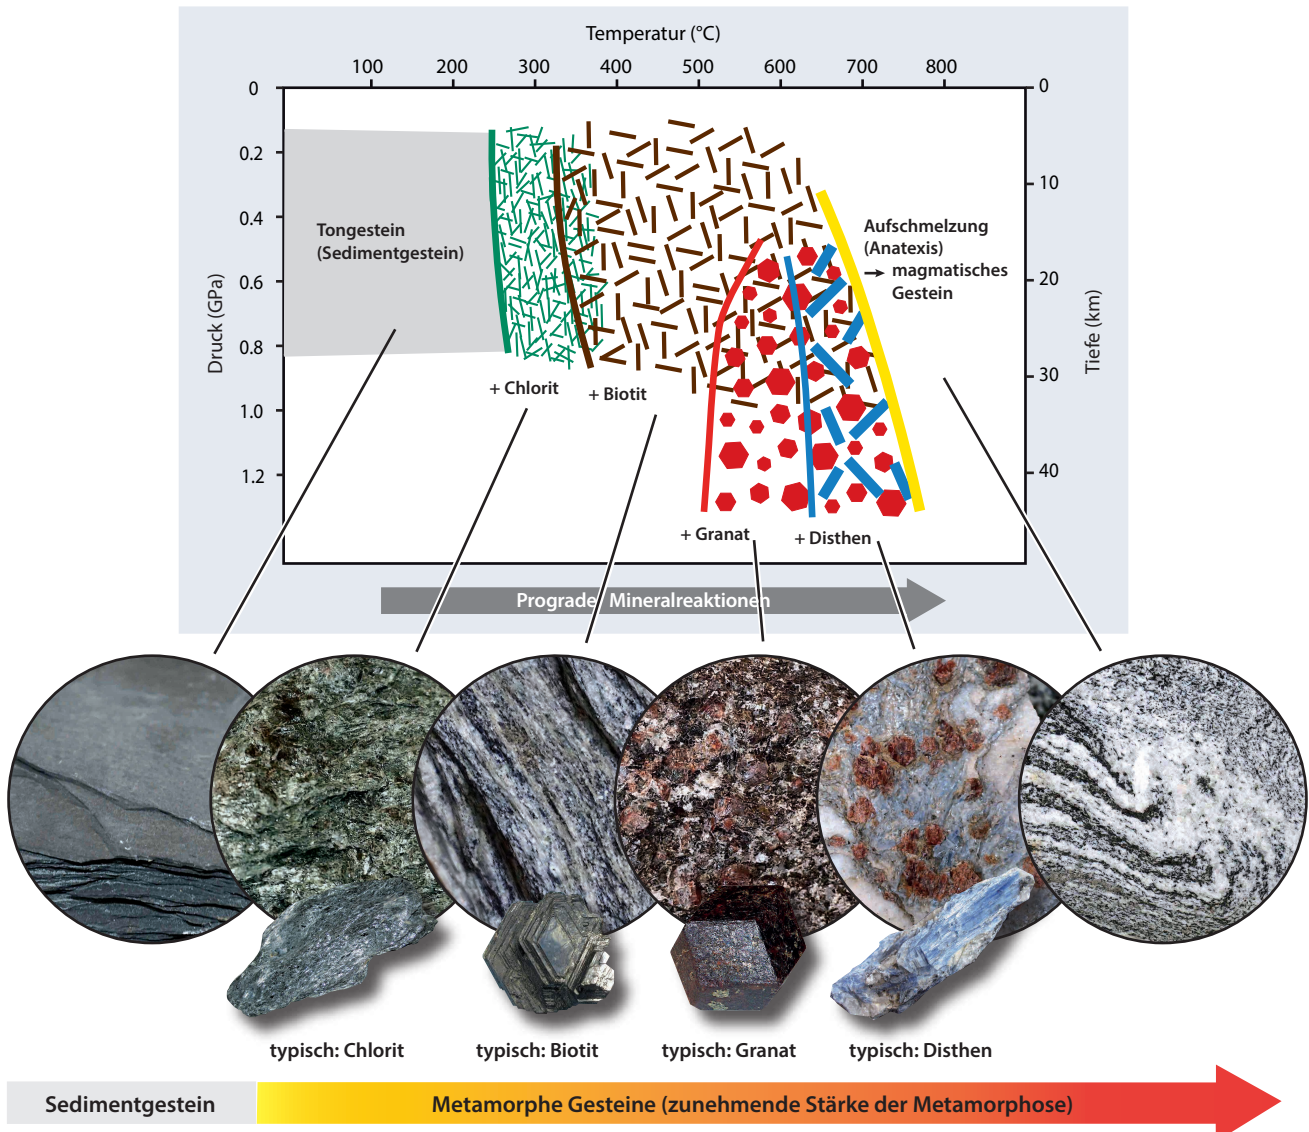 Temperatur (°C)
100 200 300 400 500 600 700 800
0
0.2
0.4
0.6
0.8
1.0
1.2
Druck (GPa)
0
10
20
30
40
Tiefe (km)
Tongestein
(Sedimentgestein)
Aufschmelzung
(Anatexis)
→ magmatisches
Gestein
+ Chlorit
+ Biotit
+ Granat
+ Disthen
Prograde Mineralreaktionen
typisch: Chlorit
typisch: Biotit
typisch: Granat
typisch: Disthen
Sedimentgestein
Metamorphe Gesteine (zunehmende Stärke der Metamorphose)